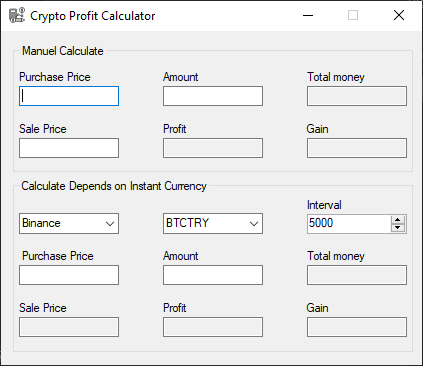 Crypto Profit Calculator
Manuel Calculate
Purchase Price Amount Total money
Sale Price Profit Gain
Calculate Depends on Instant Currency
Interval
Binance BTCTRY 5000
Purchase Price Amount Total money
Sale Price Profit Gain